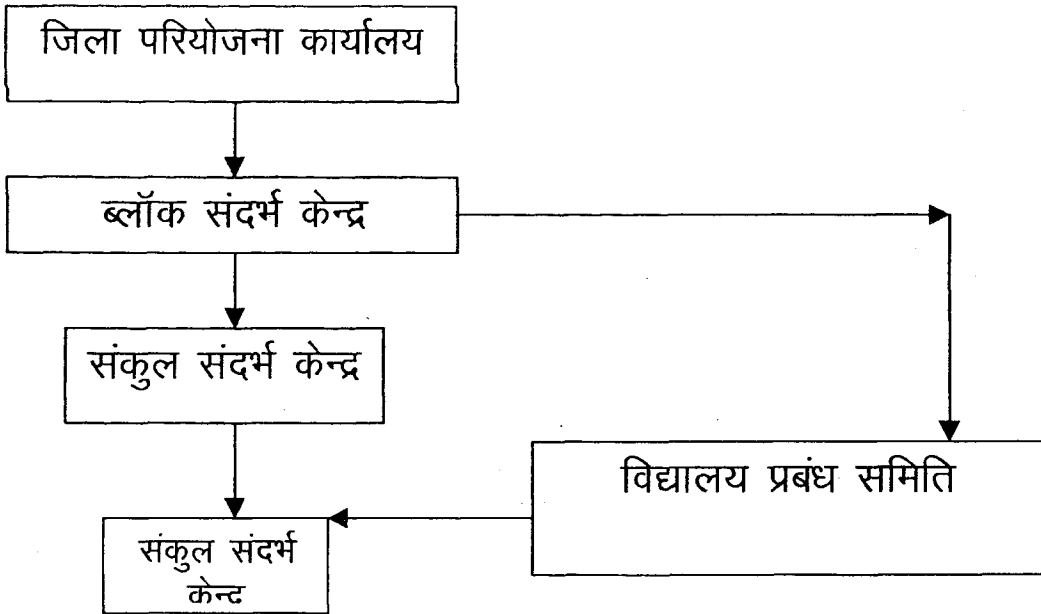 जिला परियोजना कार्यालय
ब्लॉक संदर्भ केन्द्र
संकुल संदर्भ केन्द्र
विद्यालय प्रबंध समिति
संकुल संदर्भ
केन्द